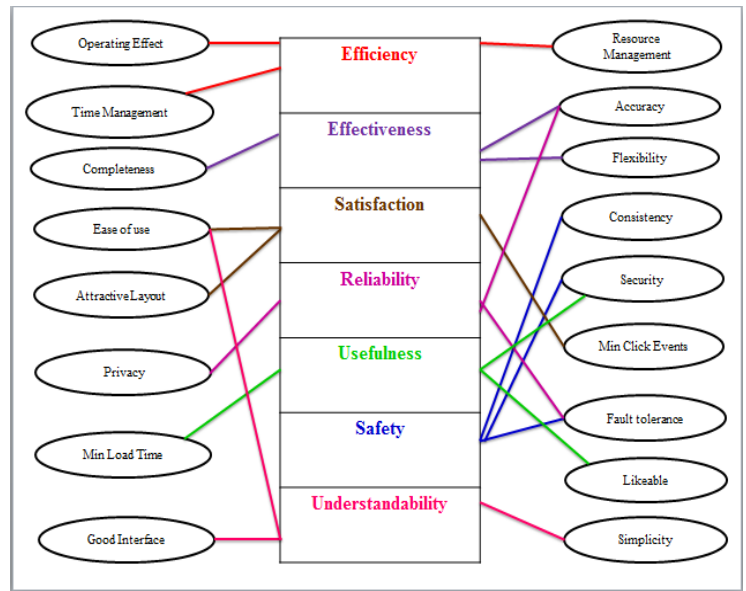 Operating Effect
Time Management
Completeness
Ease of use
Attractive Layout
Privacy
Min Load Time
Good Interface
Efficiency
Effectiveness
Satisfaction
Reliability
Usefulness
Safety
Understandability
Resource
Management
Accuracy
Flexibility
Consistency
Security
Min Click Events
Fault tolerance
Likeable
Simplicity